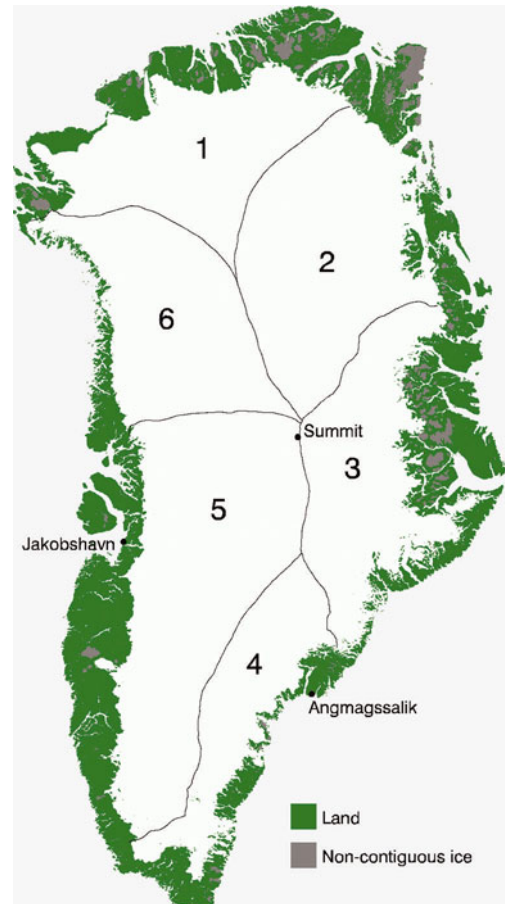 1
2
6
Summit
3
5
Jakobshavn
4
Angmagssalik
Land
Non-contiguous ice